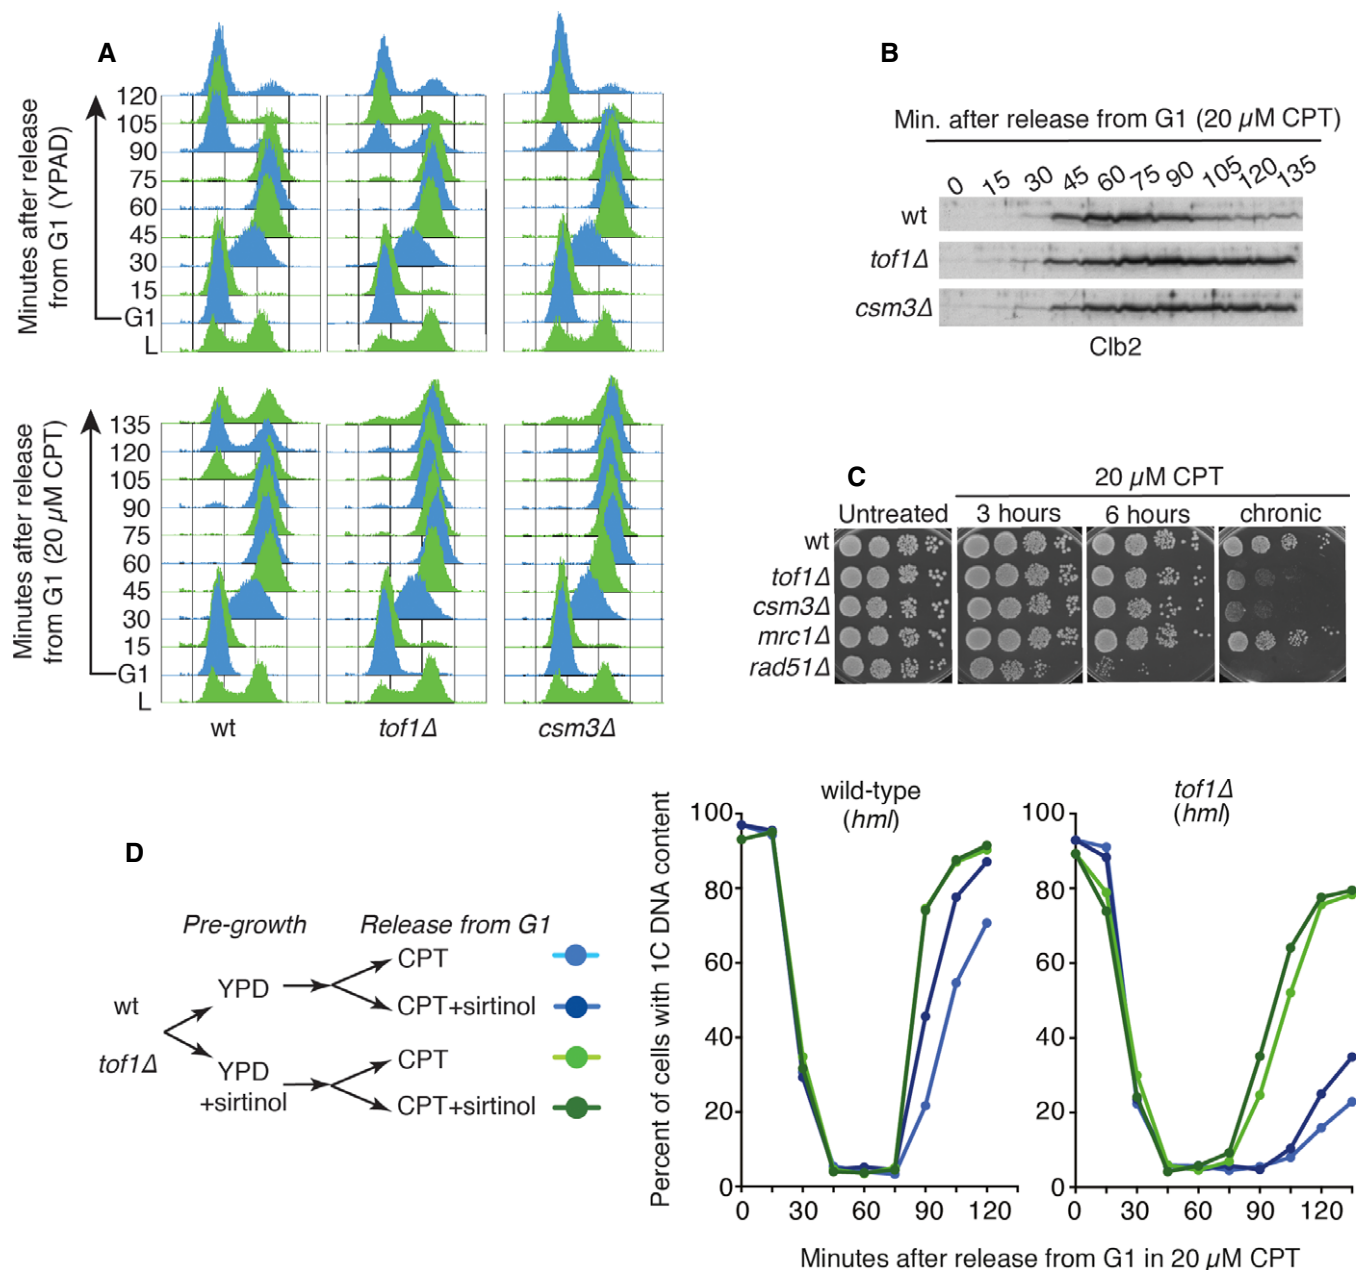 A
Minutes after release
from G1 (YPAD)
120
105
90
75
60
45
30
15
G1
L
Minutes after release
from G1 (20 µM CPT)
135
120
105
90
75
60
45
30
15
G1
L
wt
tof1Δ
csm3Δ
B
Min. after release from G1 (20 µM CPT)
0 15 30 45 60 75 90 105 120 135
wt
tof1Δ
csm3Δ
Clb2
C
20 µM CPT
Untreated 3 hours 6 hours chronic
wt
tof1Δ
csm3Δ
mrc1Δ
rad51Δ
D
Pre-growth
Release from G1
wt
tof1Δ
YPD
CPT
CPT+sirtinol
YPD
+sirtinol
CPT
CPT+sirtinol
Percent of cells with 1C DNA content
wild-type
(hml)
100
80
60
40
20
0
0 30 60 90 120
tof1Δ
(hml)
100
80
60
40
20
0
0 30 60 90 120
Minutes after release from G1 in 20 µM CPT